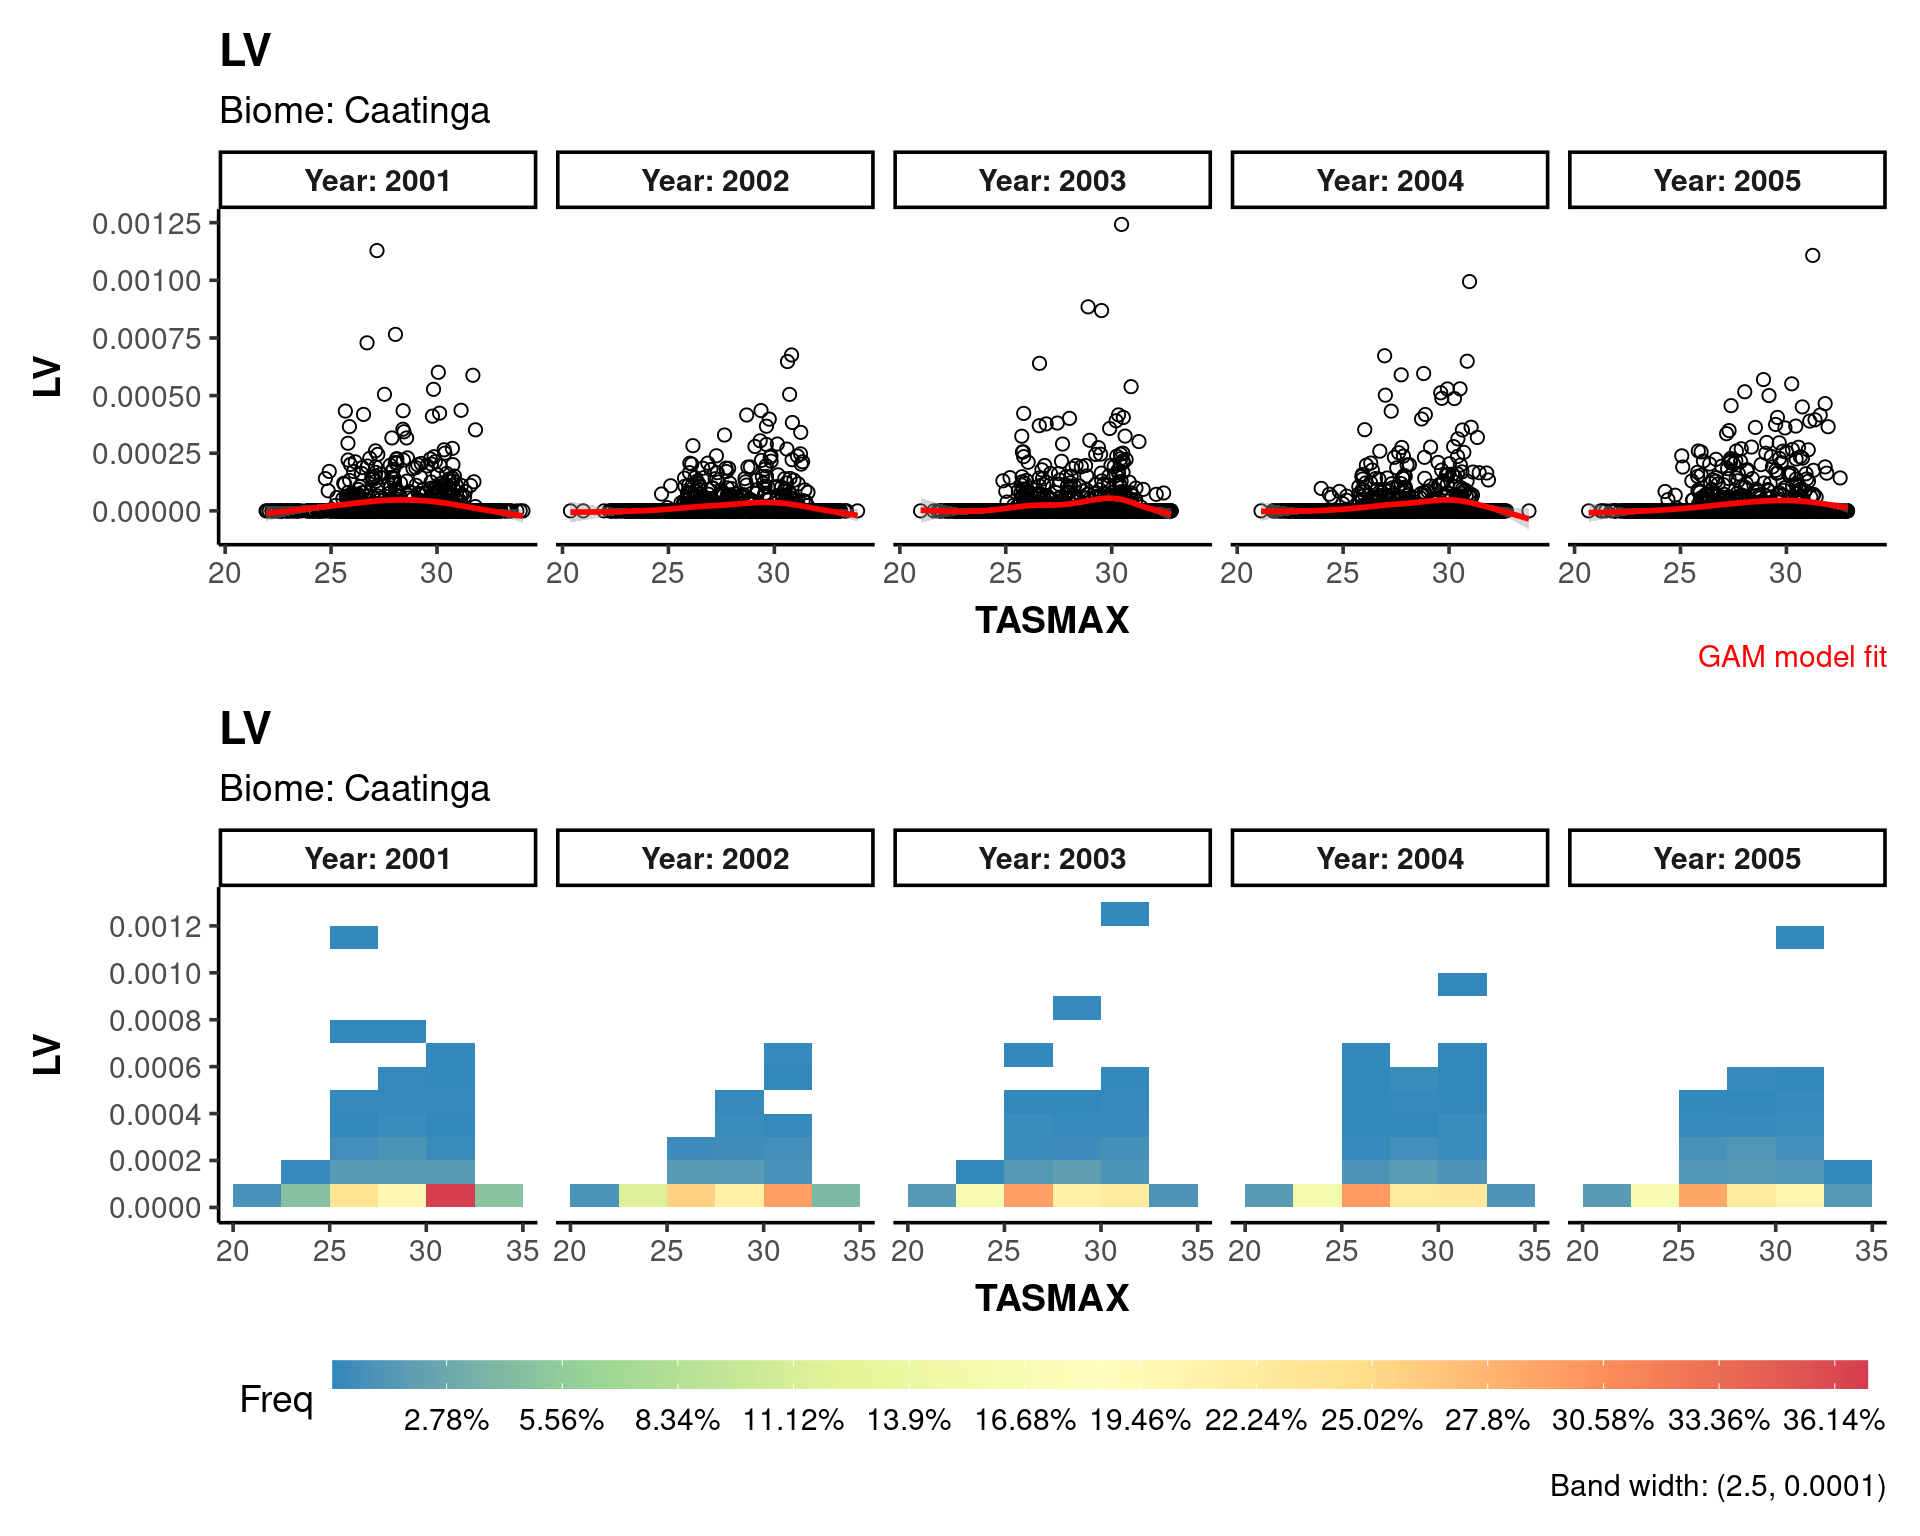 LV
Biome: Caatinga
Year: 2001 Year: 2002 Year: 2003 Year: 2004 Year: 2005
0.00125
0.00100
0.00075
0.00050
0.00025
0.00000
LV
20 25 30 20 25 30 20 25 30 20 25 30 20 25 30
TASMAX
GAM model fit
LV
Biome: Caatinga
Year: 2001 Year: 2002 Year: 2003 Year: 2004 Year: 2005
0.0012
0.0010
0.0008
0.0006
0.0004
0.0002
0.0000
LV
20 25 30 35 20 25 30 35 20 25 30 35 20 25 30 35 20 25 30 35
TASMAX
Freq
2.78% 5.56% 8.34% 11.12% 13.9% 16.68% 19.46% 22.24% 25.02% 27.8% 30.58% 33.36% 36.14%
Band width: (2.5, 0.0001)